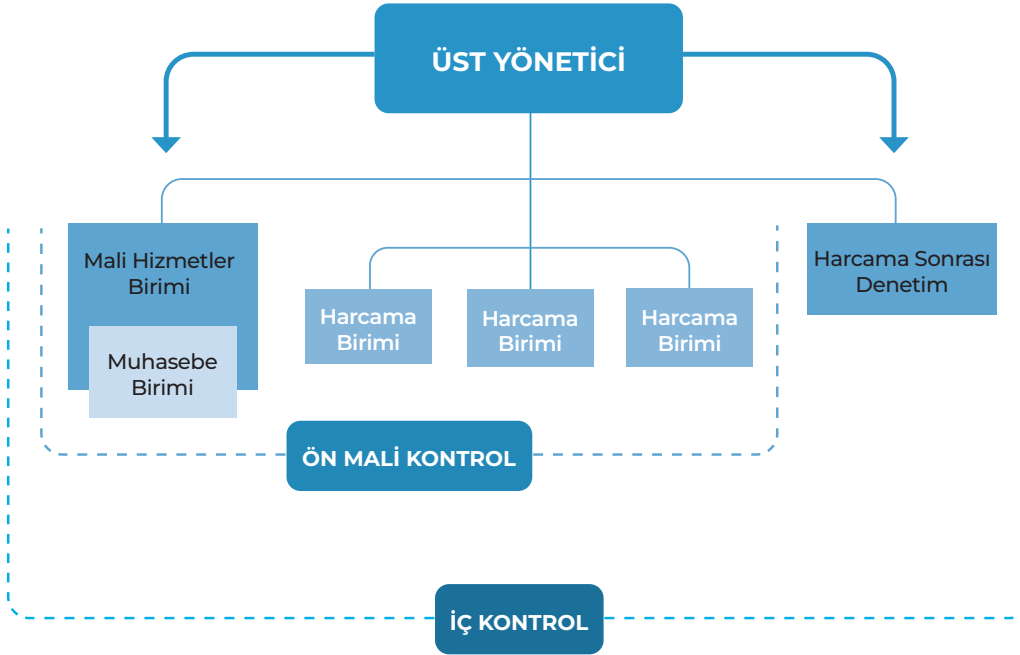 ÜST YÖNETİCİ
Mali Hizmetler
Birimi
Muhasebe
Birimi
Harcama
Birimi
Harcama
Birimi
Harcama
Birimi
Harcama Sonrası
Denetim
ÖN MALİ KONTROL
İÇ KONTROL